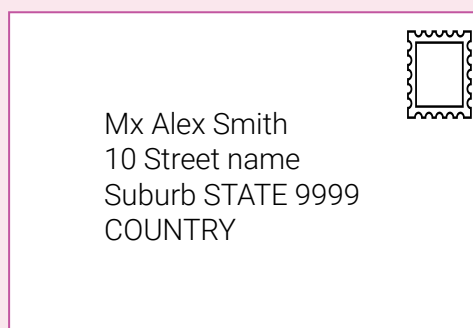 Mx Alex Smith
10 Street name
Suburb STATE 9999
COUNTRY